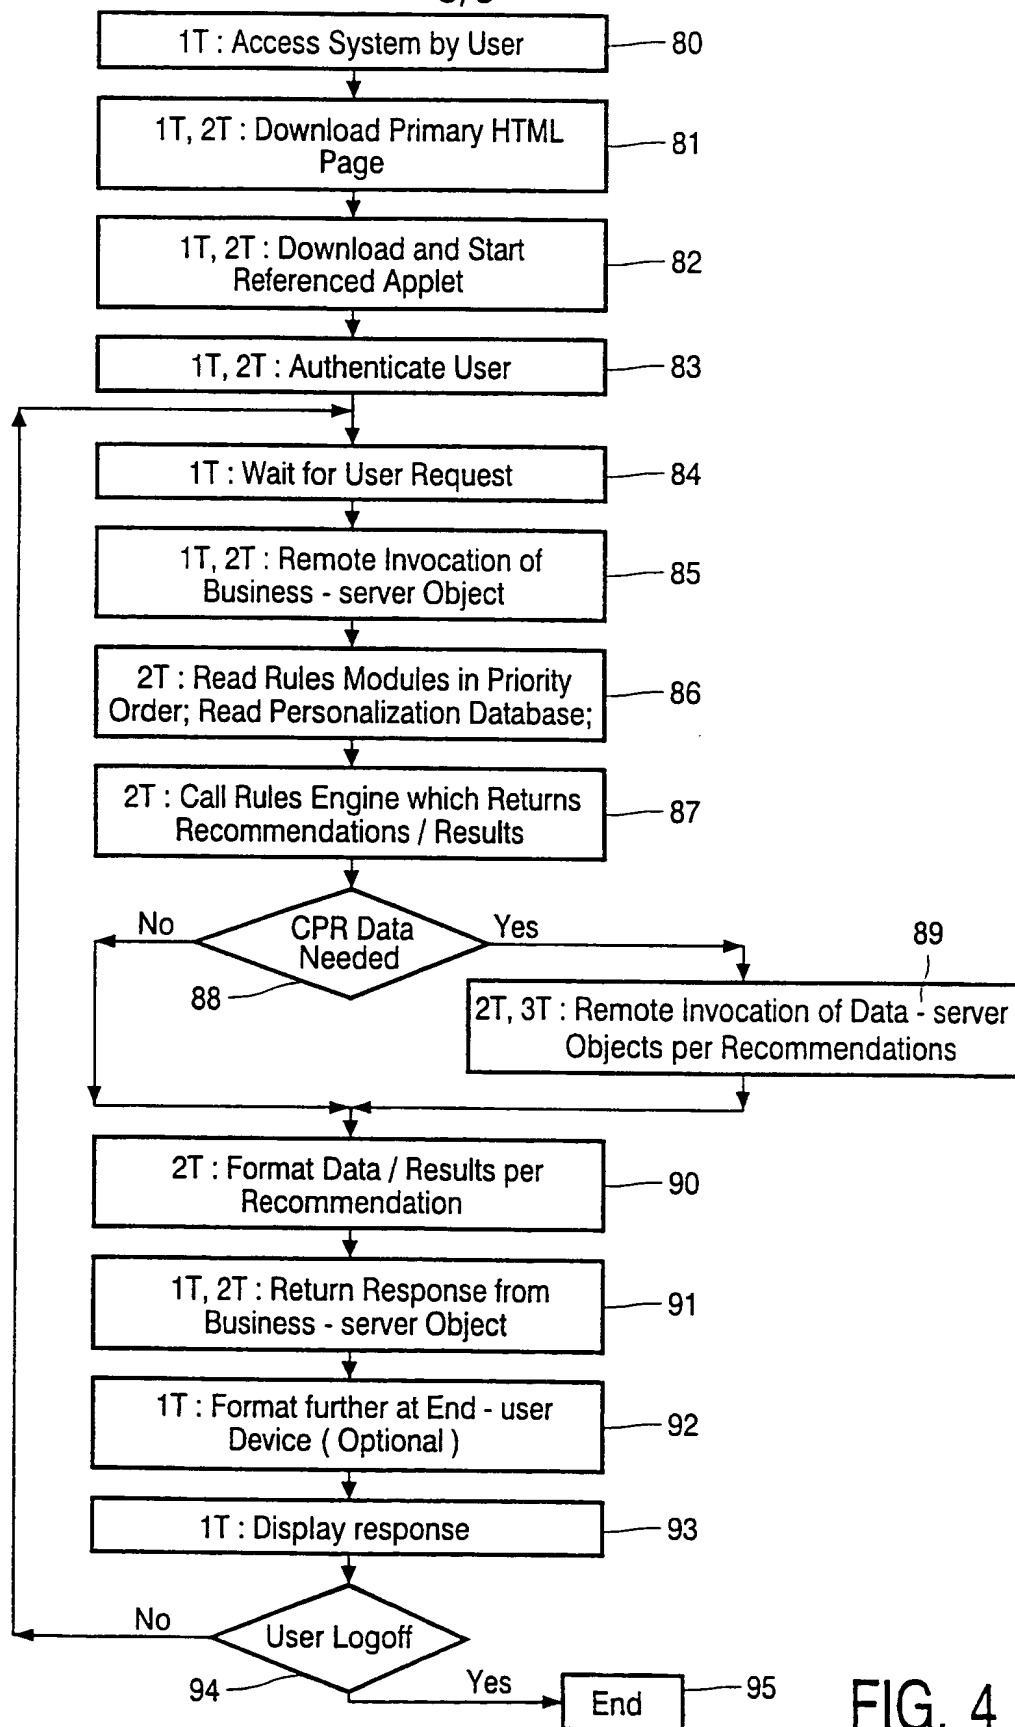 1T : Access System by User
80
1T, 2T : Download Primary HTML
Page
81
1T, 2T : Download and Start
Referenced Applet
82
1T, 2T : Authenticate User
83
1T : Wait for User Request
84
1T, 2T : Remote Invocation of
Business - server Object
85
2T : Read Rules Modules in Priority
Order; Read Personalization Database;
86
2T : Call Rules Engine which Returns
Recommendations / Results
87
No
CPR Data
Needed
Yes
88
89
2T, 3T : Remote Invocation of Data - server
Objects per Recommendations
2T : Format Data / Results per
Recommendation
90
1T, 2T : Return Response from
Business - server Object
91
1T : Format further at End - user
Device ( Optional )
92
1T : Display response
93
No
User Logoff
94
Yes
End
95
FIG. 4